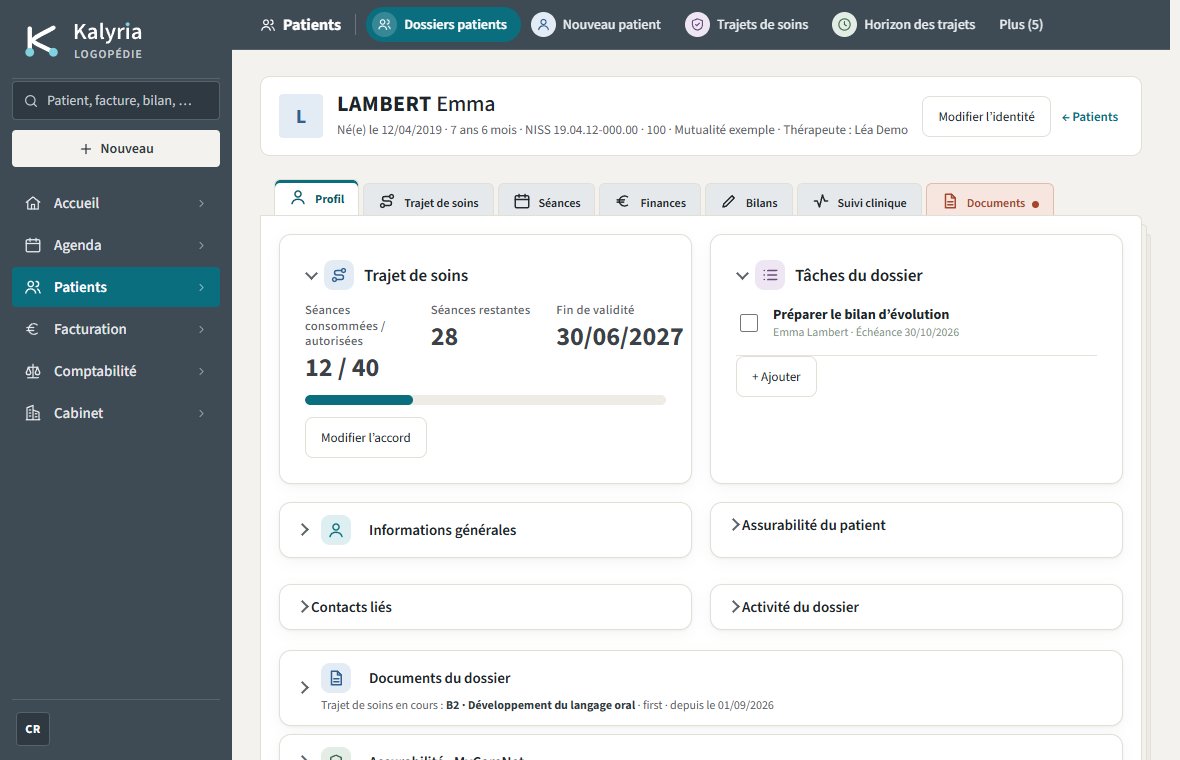 Kalyria
LOGOPÉDIE
Patient, facture, bilan, …
+ Nouveau
Accueil
Agenda
Patients
Facturation
Comptabilité
Cabinet
CR
Patients
Dossiers patients
Nouveau patient
Trajets de soins
Horizon des trajets
Plus (5)
L
LAMBERT Emma
Né(e) le 12/04/2019 · 7 ans 6 mois · NISS 19.04.12-000.00 · 100 · Mutualité exemple · Thérapeute : Léa Demo
Modifier l’identité
← Patients
Profil
Trajet de soins
Séances
Finances
Bilans
Suivi clinique
Documents
Trajet de soins
Séances
consommées /
autorisées
12 / 40
Séances restantes
28
Fin de validité
30/06/2027
Modifier l’accord
Tâches du dossier
Préparer le bilan d’évolution
Emma Lambert · Échéance 30/10/2026
+ Ajouter
Informations générales
Assurabilité du patient
Contacts liés
Activité du dossier
Documents du dossier
Trajet de soins en cours : B2 · Développement du langage oral · first · depuis le 01/09/2026